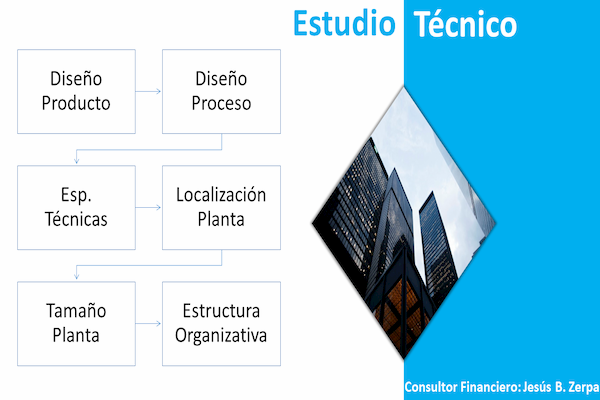 Estudio Técnico
Diseño
Producto
Diseño
Proceso
Esp.
Técnicas
Localización
Planta
Tamaño
Planta
Estructura
Organizativa
Consultor Financiero: Jesús B. Zerpa